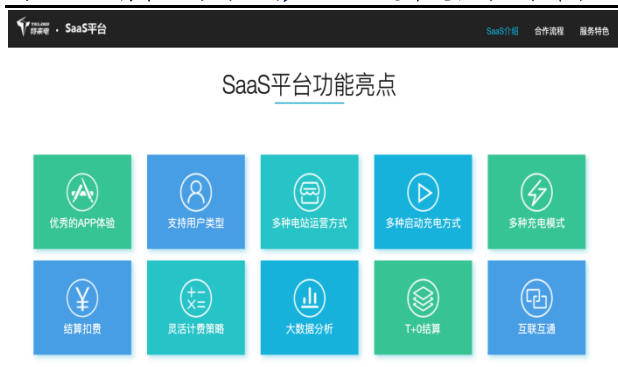 特来电 · SaaS平台
SaaS介绍 合作流程 服务特色
SaaS平台功能亮点
优秀的APP体验 支持用户类型 多种电站运营方式 多种启动充电方式 多种充电模式
结算扣费 灵活计费策略 大数据分析 T+0结算 互联互通